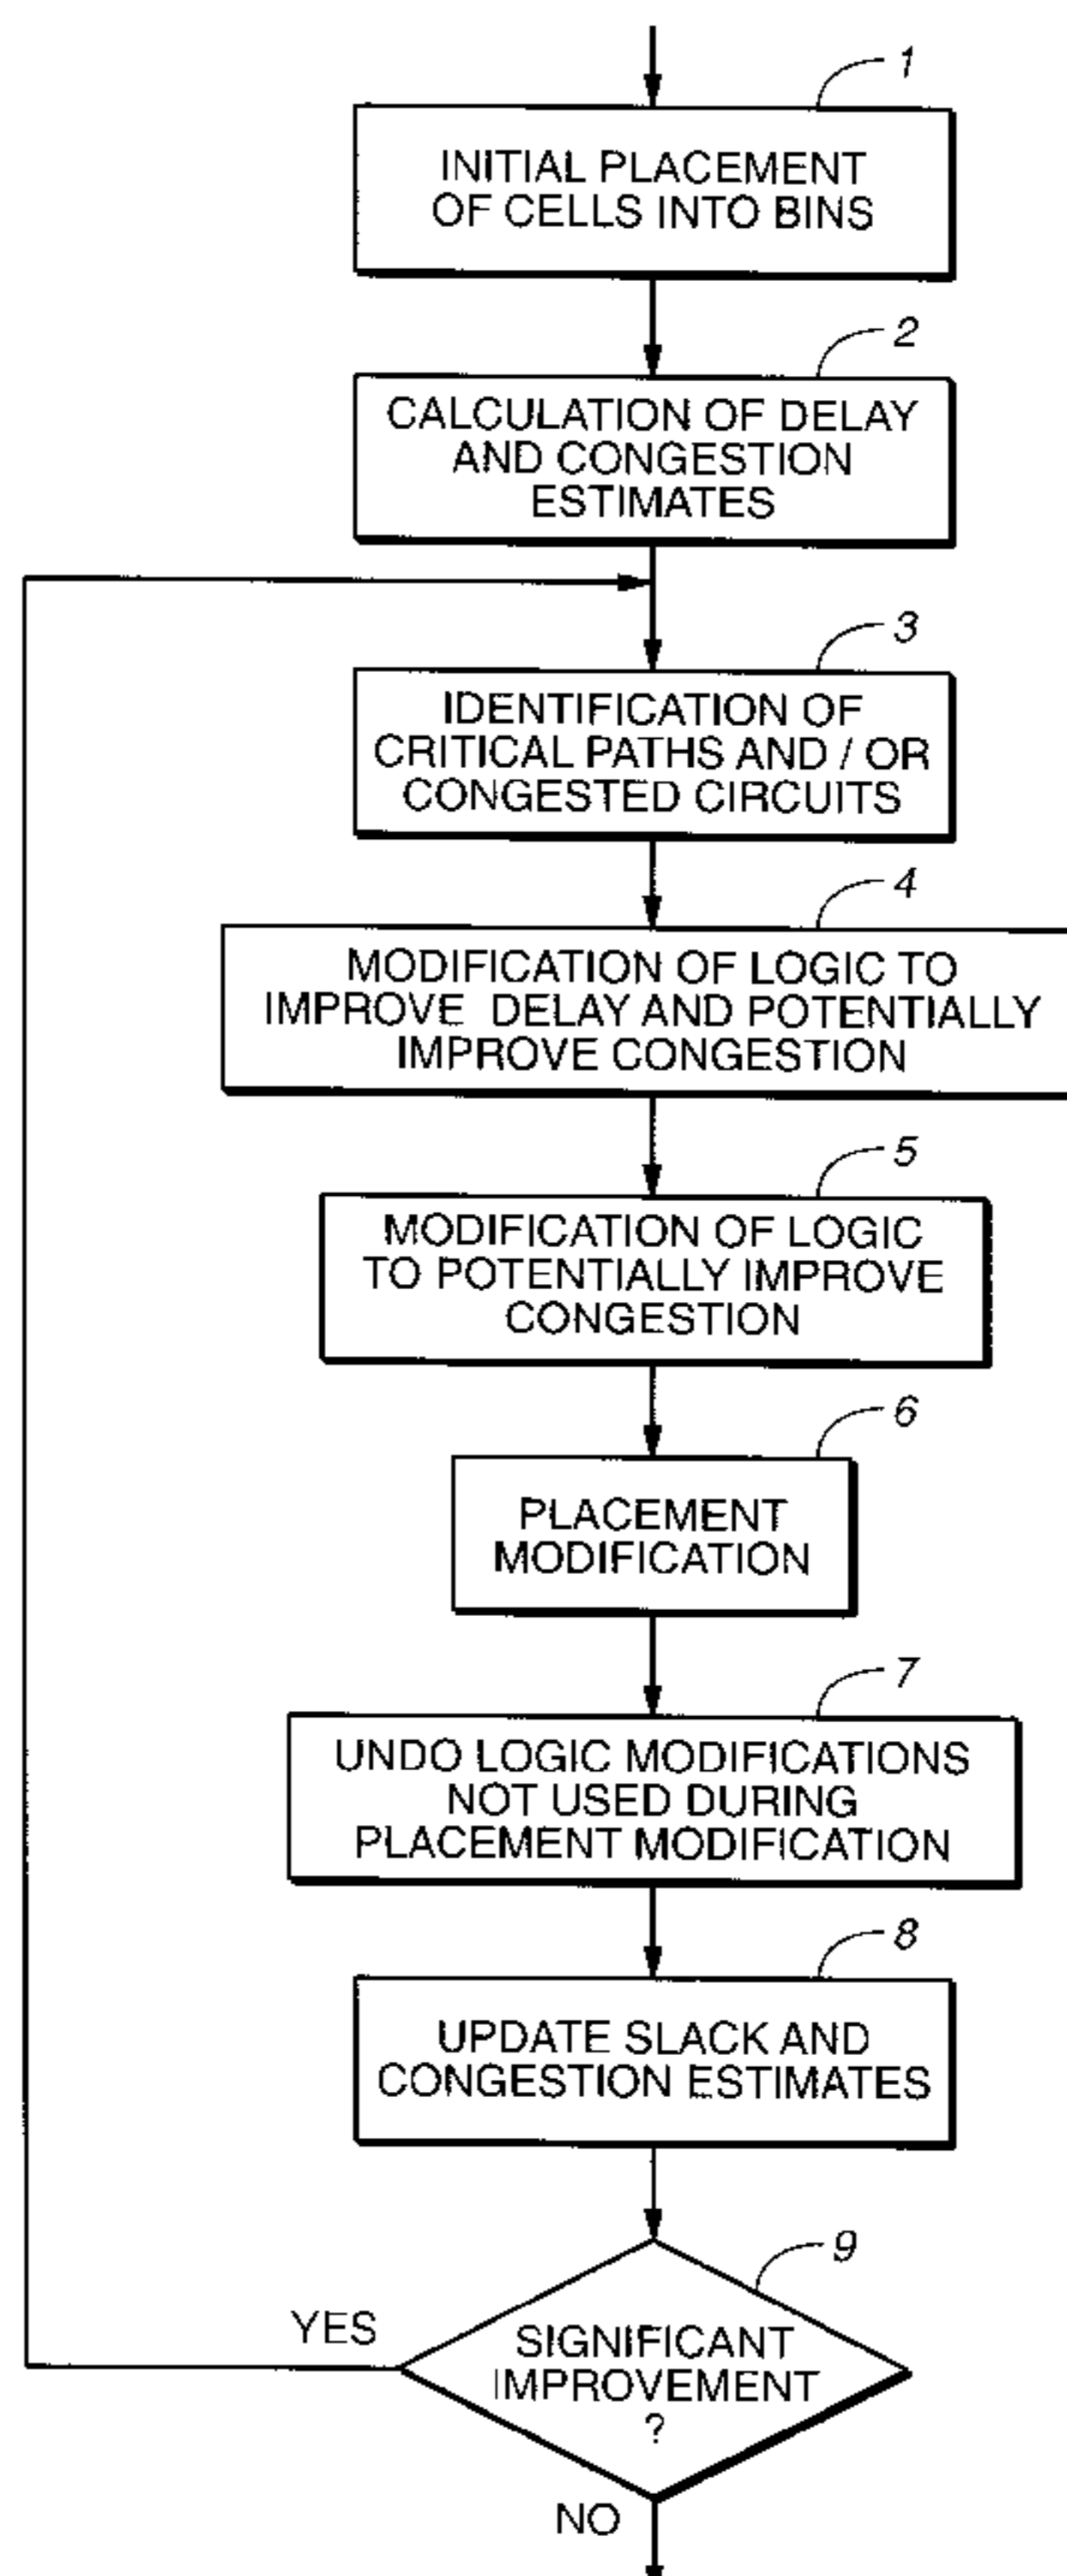 1
INITIAL PLACEMENT
OF CELLS INTO BINS
2
CALCULATION OF DELAY
AND CONGESTION
ESTIMATES
3
IDENTIFICATION OF
CRITICAL PATHS AND / OR
CONGESTED CIRCUITS
4
MODIFICATION OF LOGIC TO
IMPROVE DELAY AND POTENTIALLY
IMPROVE CONGESTION
5
MODIFICATION OF LOGIC
TO POTENTIALLY IMPROVE
CONGESTION
6
PLACEMENT
MODIFICATION
7
UNDO LOGIC MODIFICATIONS
NOT USED DURING
PLACEMENT MODIFICATION
8
UPDATE SLACK AND
CONGESTION ESTIMATES
9
YES
SIGNIFICANT
IMPROVEMENT
?
NO